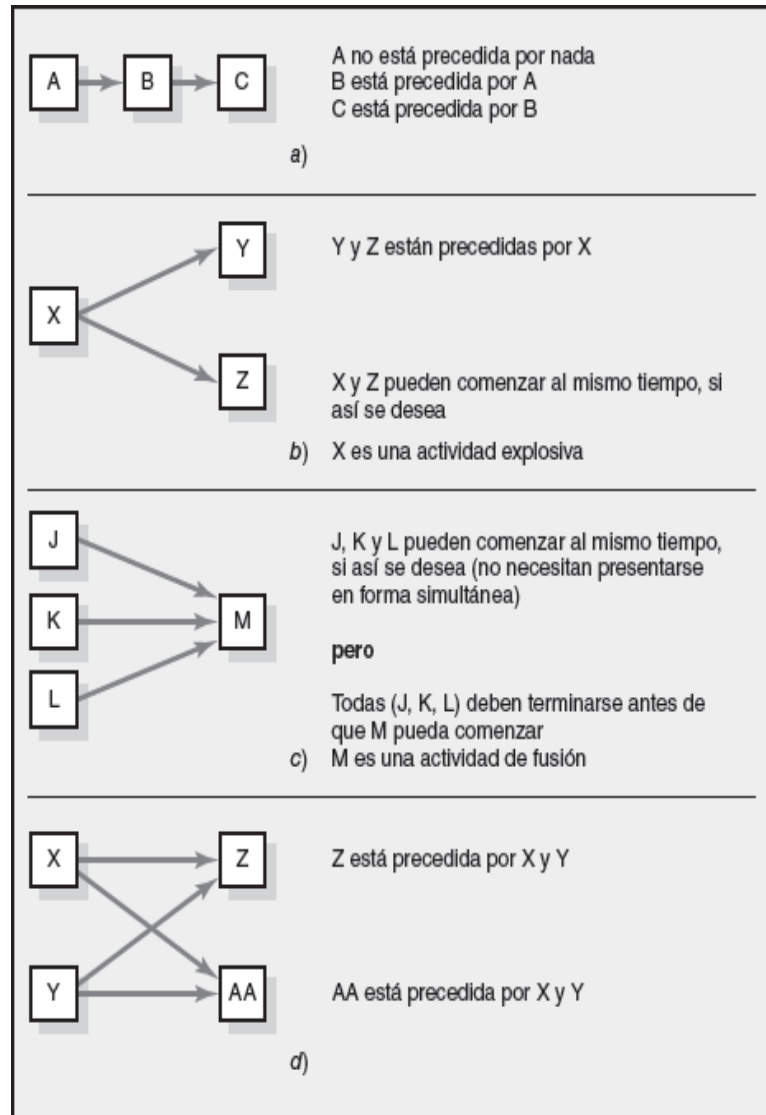 A
B
C
A no está precedida por nada
B está precedida por A
C está precedida por B
a)
X
Y
Z
Y y Z están precedidas por X
X y Z pueden comenzar al mismo tiempo, si
así se desea
b) X es una actividad explosiva
J
K
L
M
J, K y L pueden comenzar al mismo tiempo,
si así se desea (no necesitan presentarse
en forma simultánea)
pero
Todas (J, K, L) deben terminarse antes de
que M pueda comenzar
c) M es una actividad de fusión
X
Z
Z está precedida por X y Y
Y
AA
AA está precedida por X y Y
d)